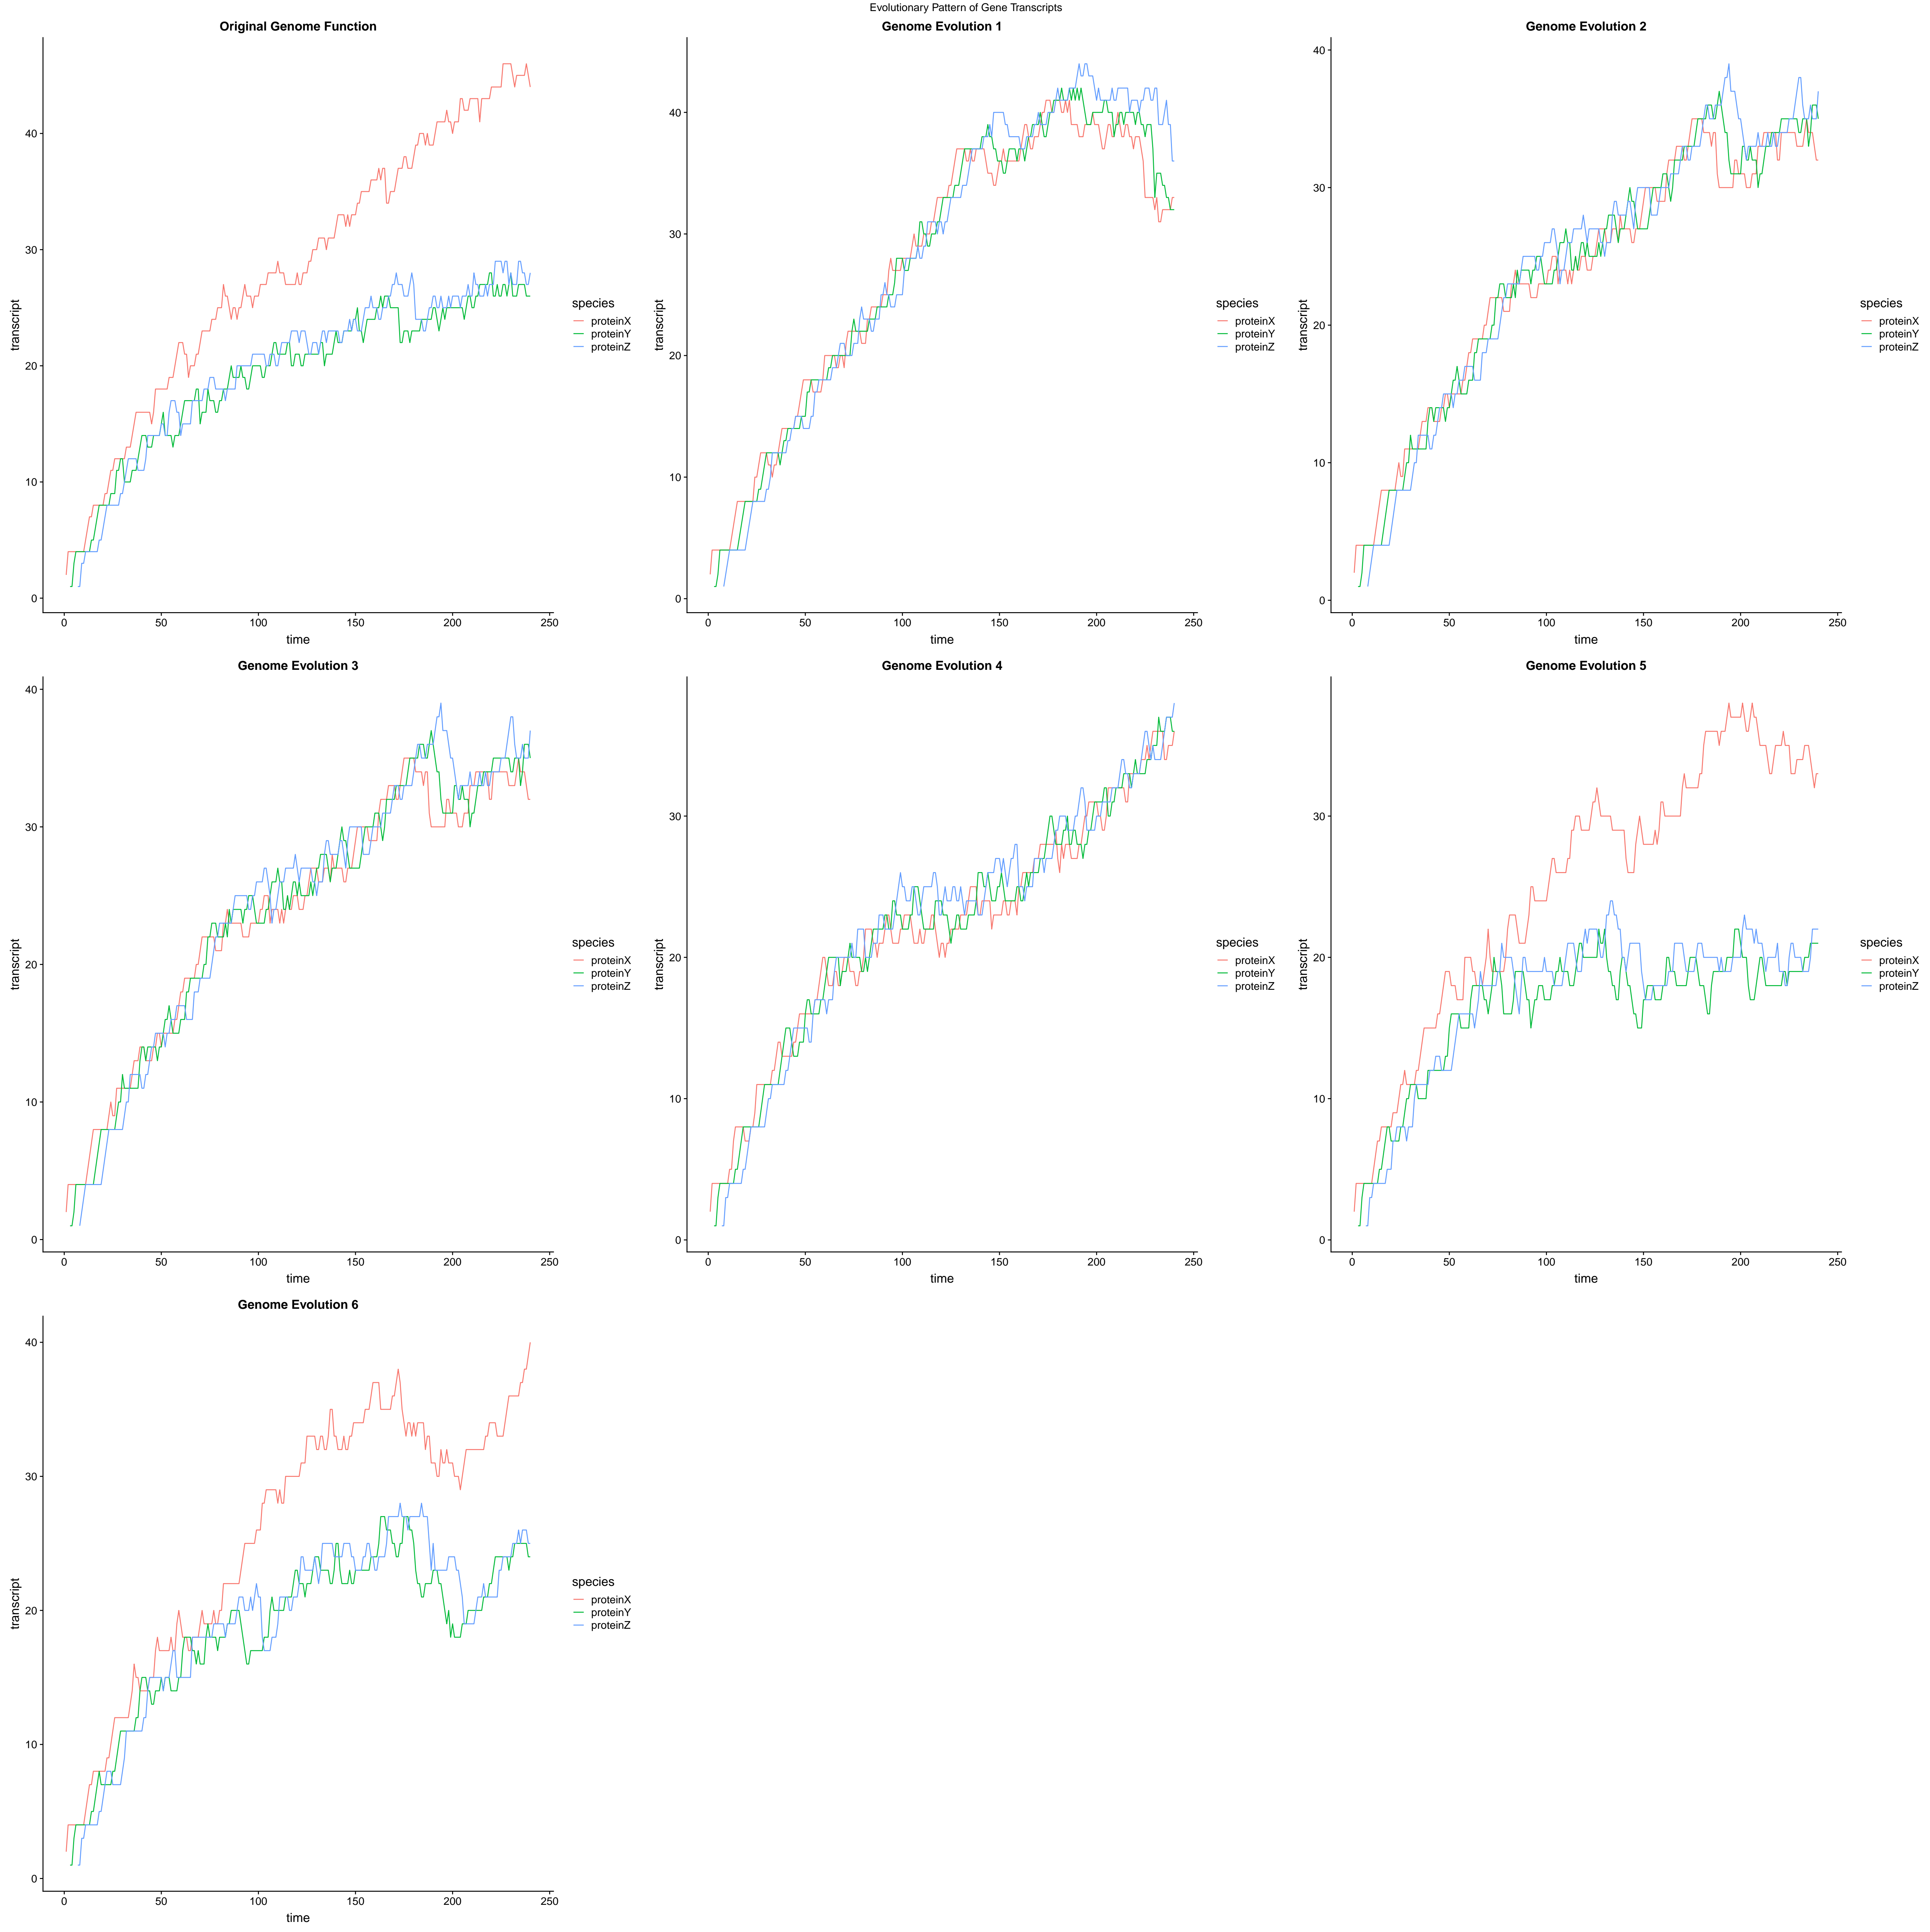 Evolutionary Pattern of Gene Transcripts
Original Genome Function
40
30
20
10
0
transcript
0 50 100 150 200 250
time
species
proteinX
proteinY
proteinZ
Genome Evolution 1
40
30
20
10
0
transcript
0 50 100 150 200 250
time
species
proteinX
proteinY
proteinZ
Genome Evolution 2
40
30
20
10
0
transcript
0 50 100 150 200 250
time
species
proteinX
proteinY
proteinZ
Genome Evolution 3
40
30
20
10
0
transcript
0 50 100 150 200 250
time
species
proteinX
proteinY
proteinZ
Genome Evolution 4
30
20
10
0
transcript
0 50 100 150 200 250
time
species
proteinX
proteinY
proteinZ
Genome Evolution 5
30
20
10
0
transcript
0 50 100 150 200 250
time
species
proteinX
proteinY
proteinZ
Genome Evolution 6
40
30
20
10
0
transcript
0 50 100 150 200 250
time
species
proteinX
proteinY
proteinZ